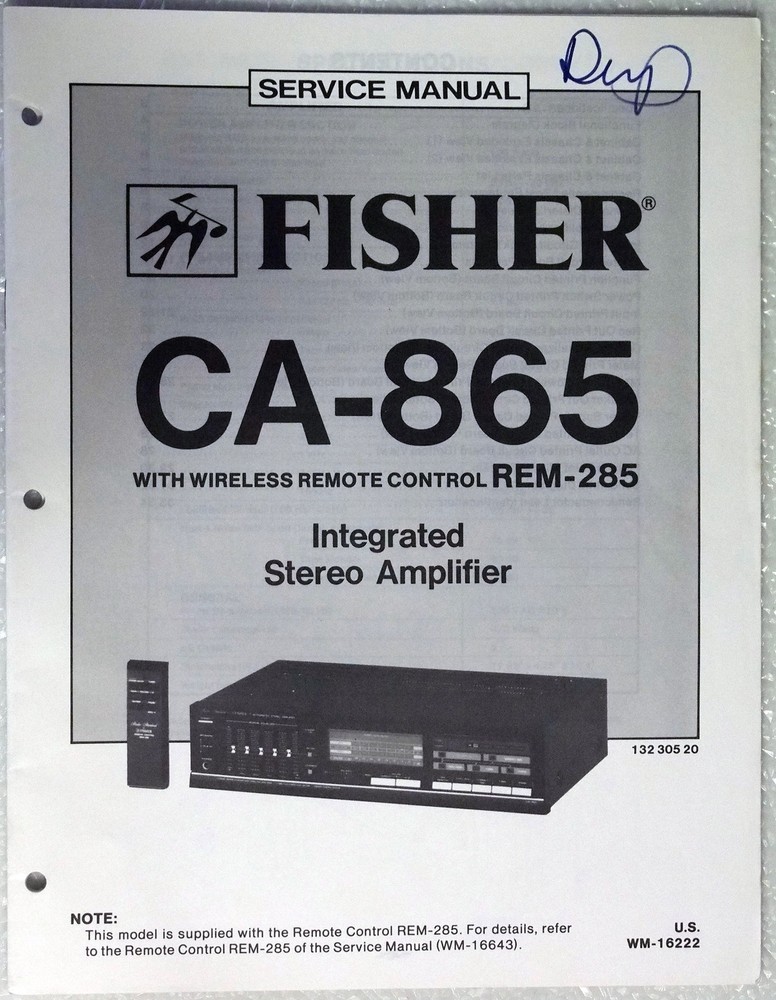 Dup
SERVICE MANUAL
FISHER®
CA-865
WITH WIRELESS REMOTE CONTROL REM-285
Integrated
Stereo Amplifier
132 305 20
NOTE:
This model is supplied with the Remote Control REM-285. For details, refer
to the Remote Control REM-285 of the Service Manual (WM-16643).
U.S.
WM-16222